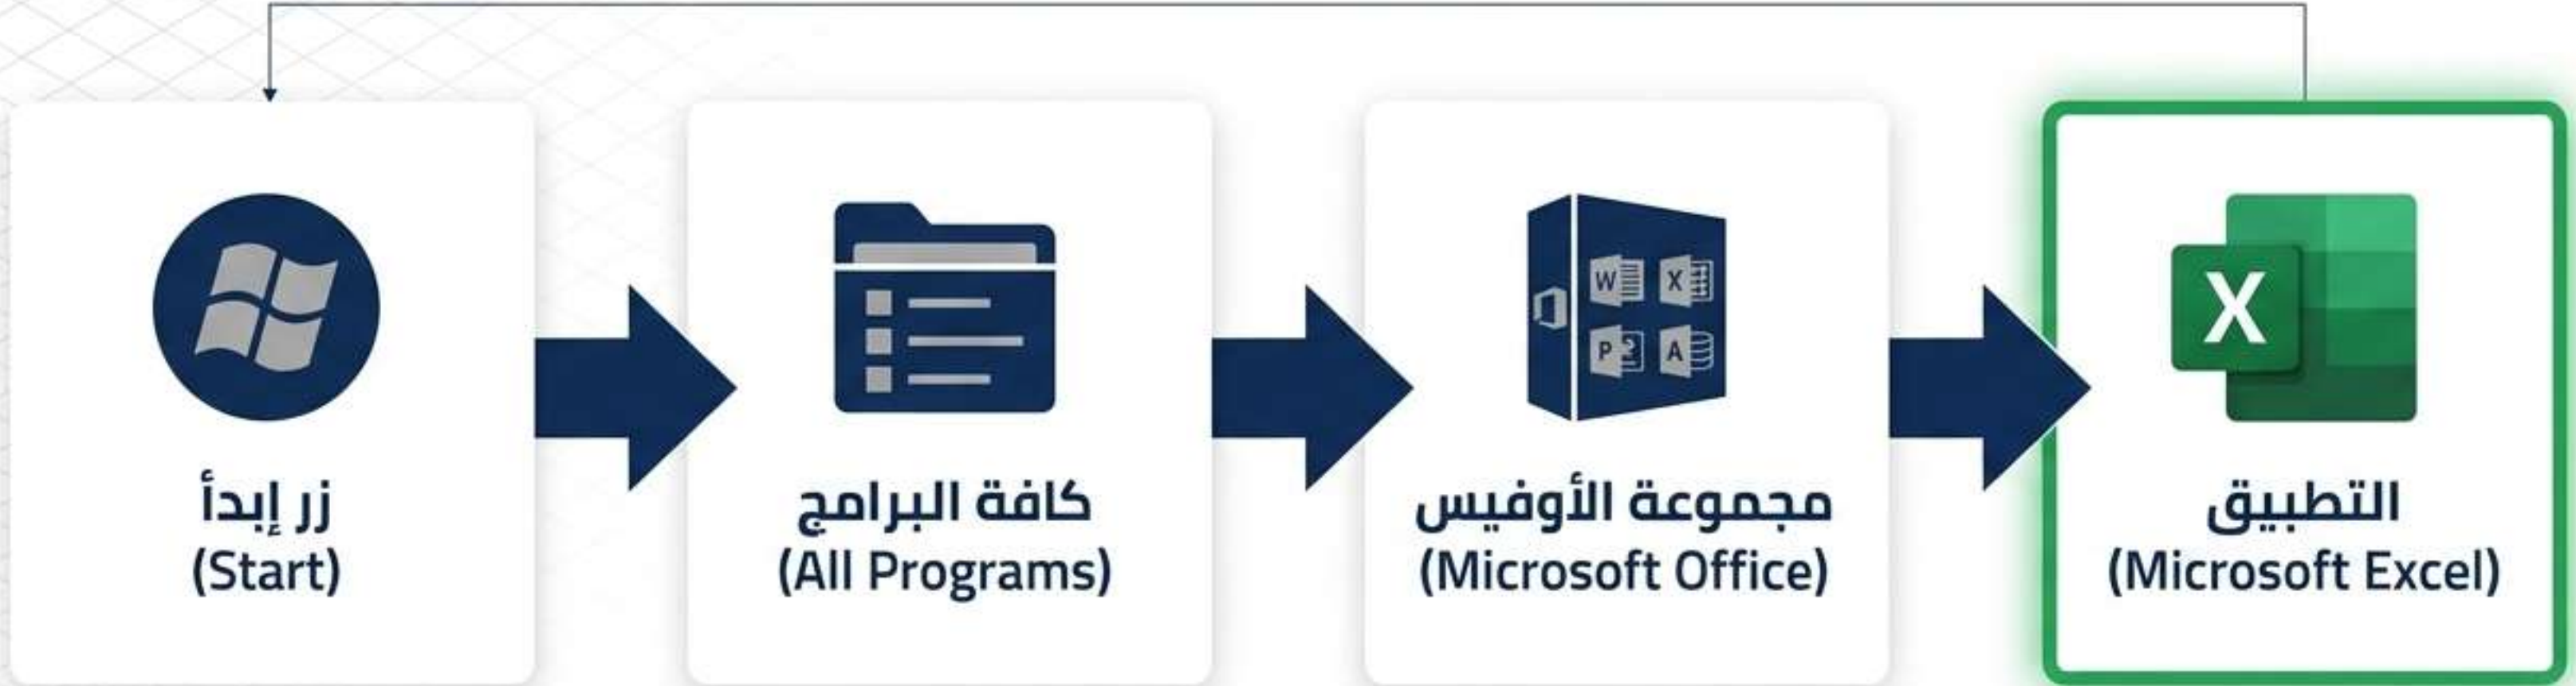 زر إبدأ
(Start)
كافة البرامج
(All Programs)
W X
P A
مجموعة الأوفيس
(Microsoft Office)
X
التطبيق
(Microsoft Excel)